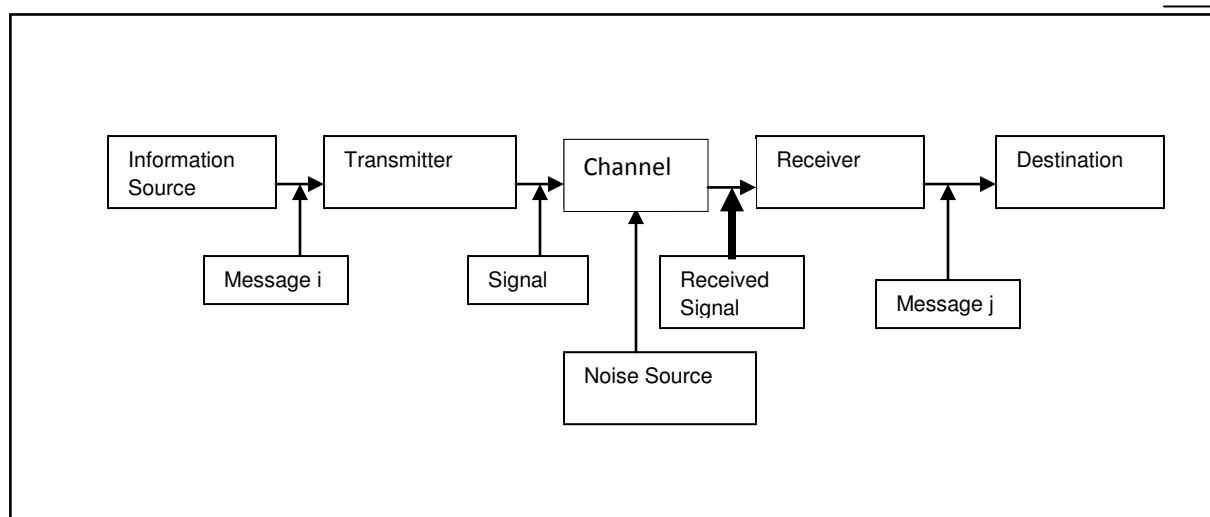 Information
Source
Transmitter
Channel
Receiver
Destination
Message i
Signal
Received
Signal
Message j
Noise Source